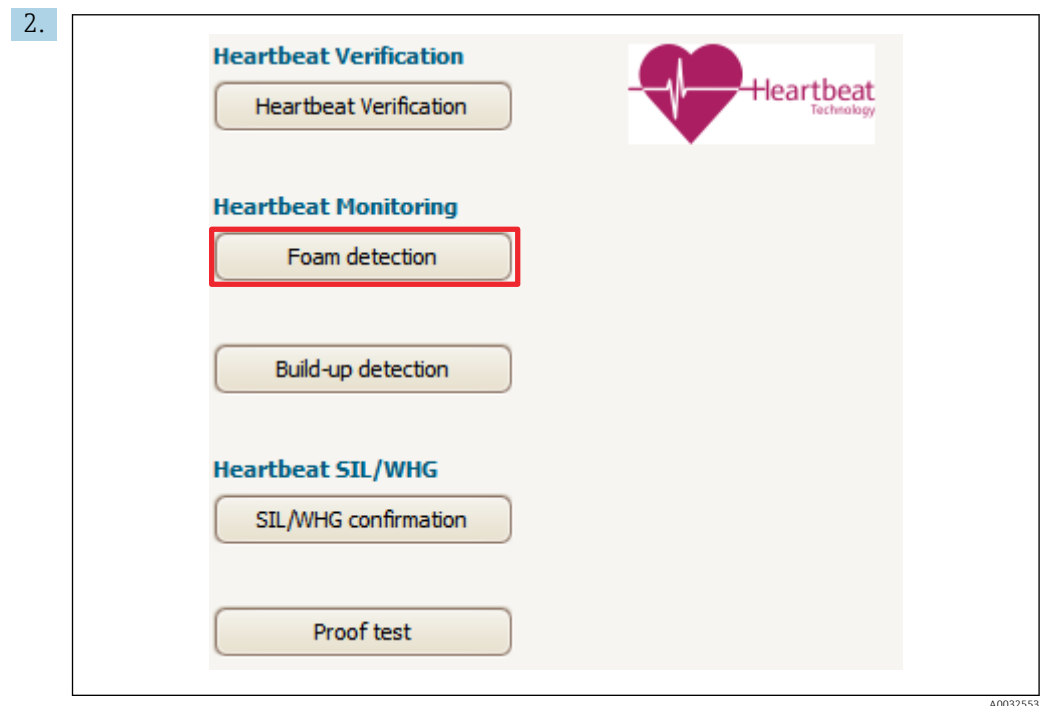 2.
Heartbeat Verification
Heartbeat Verification
Heartbeat
Technology
Heartbeat Monitoring
Foam detection
Build-up detection
Heartbeat SIL/WHG
SIL/WHG confirmation
Proof test
A0032553